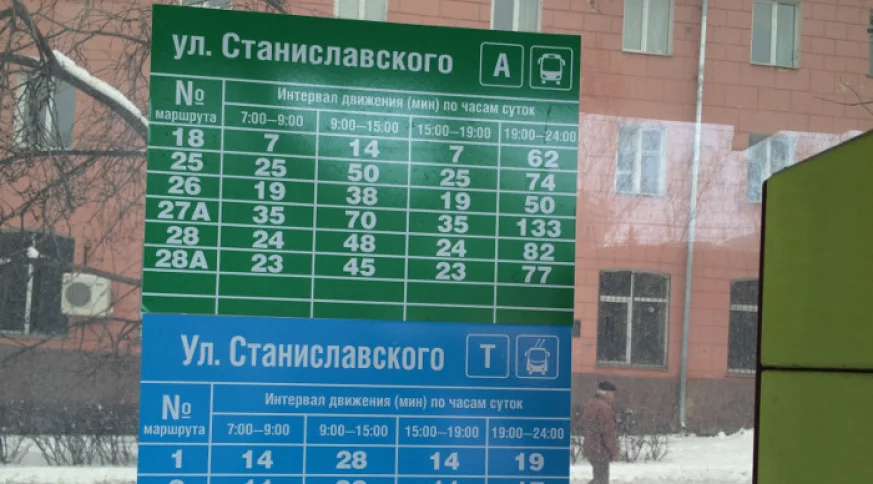 ул. Станиславского А
№ маршрута Интервал движения (мин) по часам суток
7:00–9:00 9:00–15:00 15:00–19:00 19:00–24:00
18 7 14 7 62
25 25 50 25 74
26 19 38 19 50
27А 35 70 35 133
28 24 48 24 82
28А 23 45 23 77
Ул. Станиславского Т
№ маршрута Интервал движения (мин) по часам суток
7:00–9:00 9:00–15:00 15:00–19:00 19:00–24:00
1 14 28 14 19